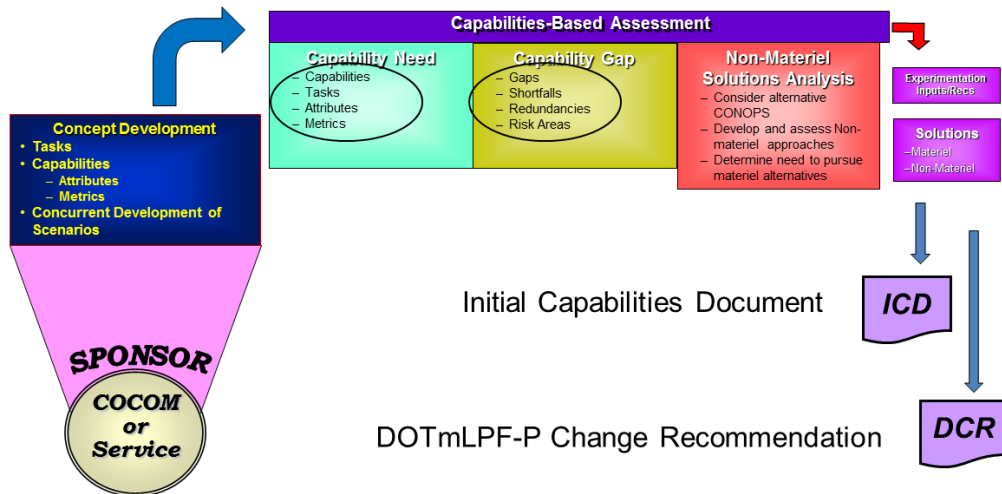 Capabilities-Based Assessment
Capability Need
– Capabilities
– Tasks
– Attributes
– Metrics
Capability Gap
– Gaps
– Shortfalls
– Redundancies
– Risk Areas
Non-Materiel
Solutions Analysis
– Consider alternative
CONOPS
– Develop and assess Non-
materiel approaches
– Determine need to pursue
materiel alternatives
Experimentation
Inputs/Recs
Solutions
–Materiel
–Non-Materiel
Concept Development
• Tasks
• Capabilities
– Attributes
– Metrics
• Concurrent Development of
Scenarios
SPONSOR
COCOM
or
Service
Initial Capabilities Document
ICD
DOTmLPF-P Change Recommendation
DCR